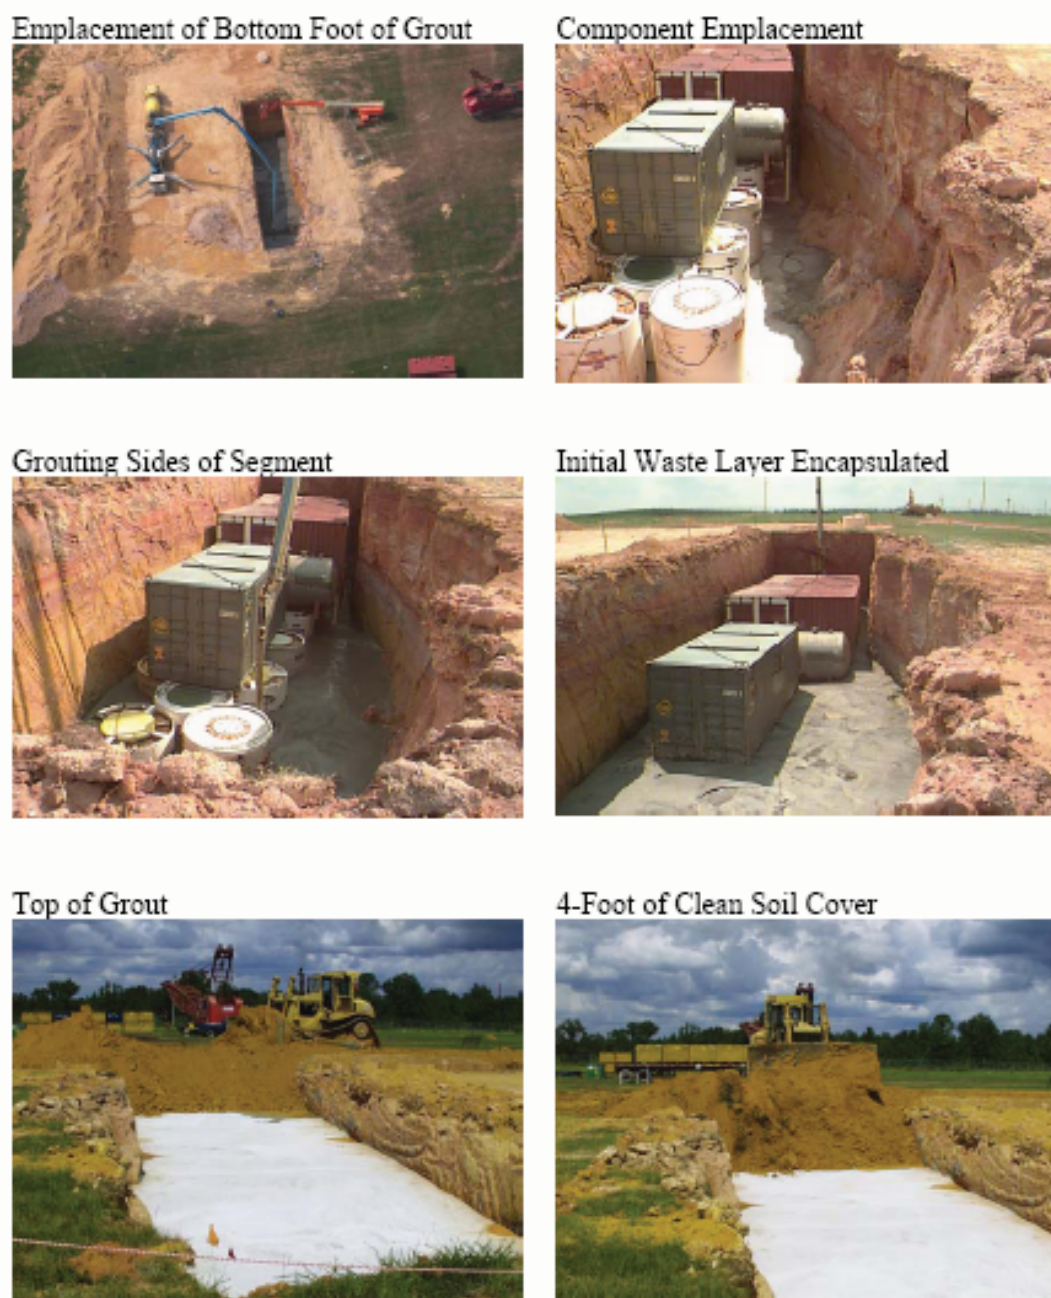 Emplacement of Bottom Foot of Grout
Component Emplacement
Grouting Sides of Segment
Initial Waste Layer Encapsulated
Top of Grout
4-Foot of Clean Soil Cover